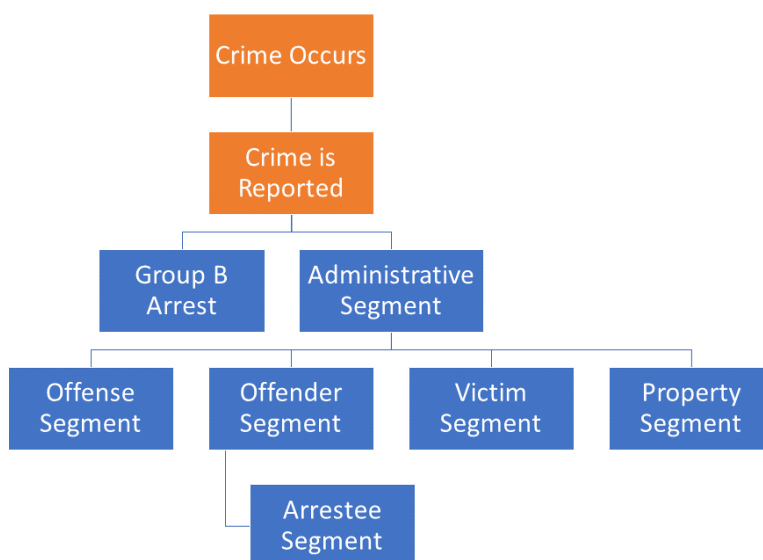 Crime Occurs
Crime is
Reported
Group B
Arrest
Administrative
Segment
Offense
Segment
Offender
Segment
Victim
Segment
Property
Segment
Arrestee
Segment